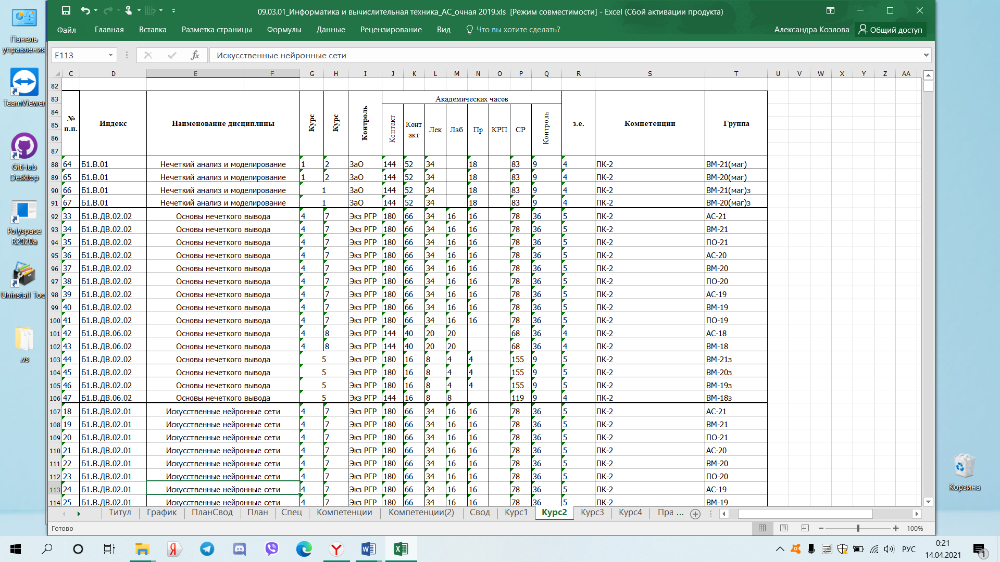 09.03.01_Информатика и вычислительная техника_АС_очная 2019.xls [Режим совместимости] - Excel (Сбой активации продукта)
Файл Главная Вставка Разметка страницы Формулы Данные Рецензирование Вид Что вы хотите сделать? Александра Козлова Общий доступ
E113 fx Искусственные нейронные сети
C D E F G H I J K L M N O P Q R S T U V W X Y Z AA
82
83 Академических часов
84
85
86
87
№ п.п. Индекс Наименование дисциплины Курс Курс Контроль Контакт Конт акт Лек Лаб Пр КРП СР Контроль з.е. Компетенции Группа
88 64 Б1.В.01 Нечеткий анализ и моделирование 1 2 ЗаО 144 52 34 18 83 9 4 ПК-2 ВМ-21(маг)
89 65 Б1.В.01 Нечеткий анализ и моделирование 1 2 ЗаО 144 52 34 18 83 9 4 ПК-2 ВМ-20(маг)
90 66 Б1.В.01 Нечеткий анализ и моделирование 1 ЗаО 144 52 34 18 83 9 4 ПК-2 ВМ-21(маг)з
91 67 Б1.В.01 Нечеткий анализ и моделирование 1 ЗаО 144 52 34 18 83 9 4 ПК-2 ВМ-20(маг)з
92 33 Б1.В.ДВ.02.02 Основы нечеткого вывода 4 7 Экз РГР 180 66 34 16 16 78 36 5 ПК-2 АС-21
93 34 Б1.В.ДВ.02.02 Основы нечеткого вывода 4 7 Экз РГР 180 66 34 16 16 78 36 5 ПК-2 ВМ-21
94 35 Б1.В.ДВ.02.02 Основы нечеткого вывода 4 7 Экз РГР 180 66 34 16 16 78 36 5 ПК-2 ПО-21
95 36 Б1.В.ДВ.02.02 Основы нечеткого вывода 4 7 Экз РГР 180 66 34 16 16 78 36 5 ПК-2 АС-20
96 37 Б1.В.ДВ.02.02 Основы нечеткого вывода 4 7 Экз РГР 180 66 34 16 16 78 36 5 ПК-2 ВМ-20
97 38 Б1.В.ДВ.02.02 Основы нечеткого вывода 4 7 Экз РГР 180 66 34 16 16 78 36 5 ПК-2 ПО-20
98 39 Б1.В.ДВ.02.02 Основы нечеткого вывода 4 7 Экз РГР 180 66 34 16 16 78 36 5 ПК-2 АС-19
99 40 Б1.В.ДВ.02.02 Основы нечеткого вывода 4 7 Экз РГР 180 66 34 16 16 78 36 5 ПК-2 ВМ-19
100 41 Б1.В.ДВ.02.02 Основы нечеткого вывода 4 7 Экз РГР 180 66 34 16 16 78 36 5 ПК-2 ПО-19
101 42 Б1.В.ДВ.06.02 Основы нечеткого вывода 4 8 Экз РГР 144 40 20 20 68 36 4 ПК-2 АС-18
102 43 Б1.В.ДВ.06.02 Основы нечеткого вывода 4 8 Экз РГР 144 40 20 20 68 36 4 ПК-2 ВМ-18
103 44 Б1.В.ДВ.02.02 Основы нечеткого вывода 5 Экз РГР 180 16 8 4 4 155 9 5 ПК-2 ВМ-21з
104 45 Б1.В.ДВ.02.02 Основы нечеткого вывода 5 Экз РГР 180 16 8 4 4 155 9 5 ПК-2 ВМ-20з
105 46 Б1.В.ДВ.02.02 Основы нечеткого вывода 5 Экз РГР 180 16 8 4 4 155 9 5 ПК-2 ВМ-19з
106 47 Б1.В.ДВ.06.02 Основы нечеткого вывода 5 Экз РГР 144 16 8 8 119 9 4 ПК-2 ВМ-18з
107 18 Б1.В.ДВ.02.01 Искусственные нейронные сети 4 7 Экз РГР 180 66 34 16 16 78 36 5 ПК-2 АС-21
108 19 Б1.В.ДВ.02.01 Искусственные нейронные сети 4 7 Экз РГР 180 66 34 16 16 78 36 5 ПК-2 ВМ-21
109 20 Б1.В.ДВ.02.01 Искусственные нейронные сети 4 7 Экз РГР 180 66 34 16 16 78 36 5 ПК-2 ПО-21
110 21 Б1.В.ДВ.02.01 Искусственные нейронные сети 4 7 Экз РГР 180 66 34 16 16 78 36 5 ПК-2 АС-20
111 22 Б1.В.ДВ.02.01 Искусственные нейронные сети 4 7 Экз РГР 180 66 34 16 16 78 36 5 ПК-2 ВМ-20
112 23 Б1.В.ДВ.02.01 Искусственные нейронные сети 4 7 Экз РГР 180 66 34 16 16 78 36 5 ПК-2 ПО-20
113 24 Б1.В.ДВ.02.01 Искусственные нейронные сети 4 7 Экз РГР 180 66 34 16 16 78 36 5 ПК-2 АС-19
114 25 Б1.В.ДВ.02.01 Искусственные нейронные сети 4 7 Экз РГР 180 66 34 16 16 78 36 5 ПК-2 ВМ-19
Титул График ПланСвод План Спец Компетенции Компетенции(2) Свод Курс1 Курс2 Курс3 Курс4 Пра ...
Готово 100%
Панель
управления
TeamViewer
GitHub
Desktop
Polyspace
R2020a
Uninstall Too
.vs
Корзина
РУС
0:21
14.04.2021
1